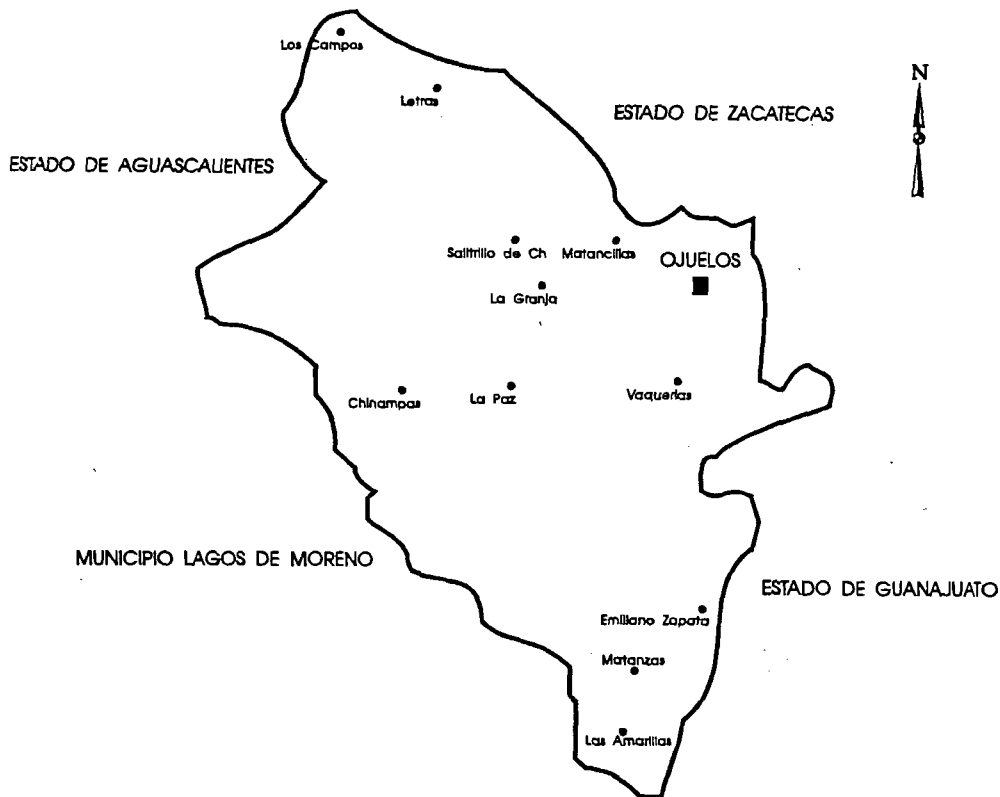 Los Campos
N
Letras
ESTADO DE ZACATECAS
ESTADO DE AGUASCALIENTES
Salitrillo de Ch
Matancillas
OJUELOS
La Granja
Chinampas
La Paz
Vaquerias
MUNICIPIO LAGOS DE MORENO
ESTADO DE GUANAJUATO
Emiliano Zapata
Matanzas
Las Amarillas